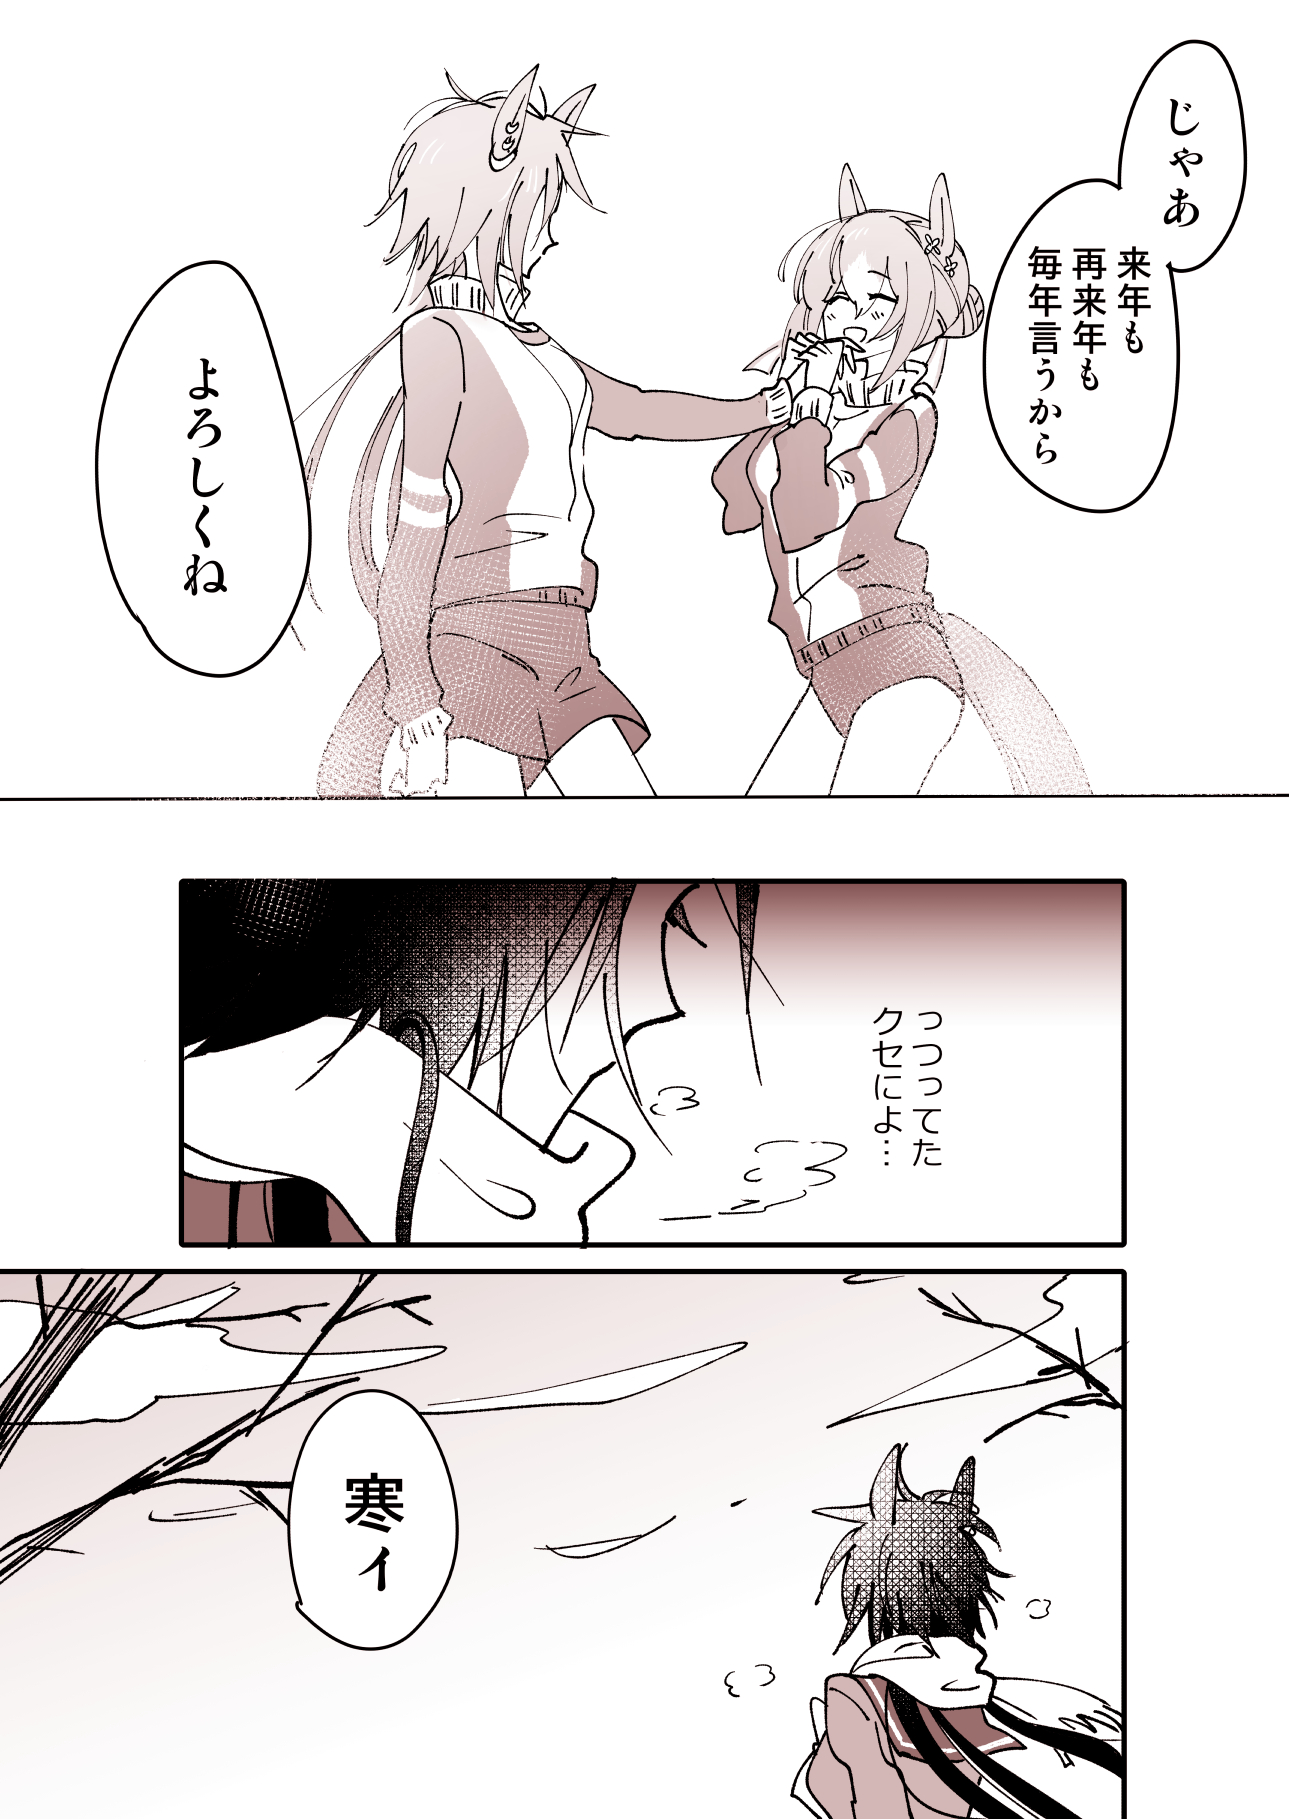 じゃあ
来年も
再来年も
毎年言うから
よろしくね
っつってた
クセによ…
寒ィ